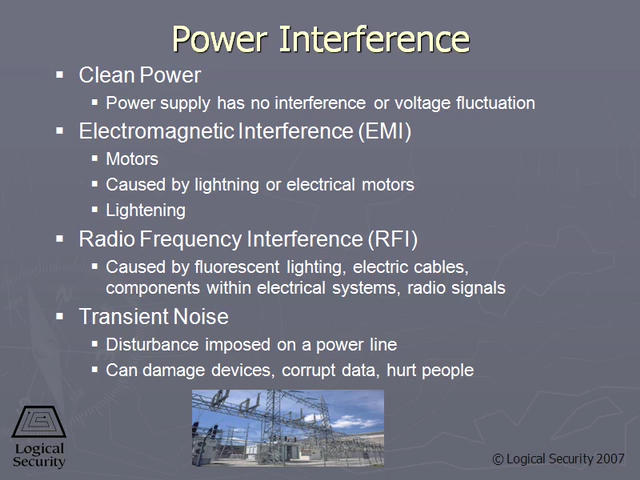 Power Interference
Clean Power
Power supply has no interference or voltage fluctuation
Electromagnetic Interference (EMI)
Motors
Caused by lightning or electrical motors
Lightening
Radio Frequency Interference (RFI)
Caused by fluorescent lighting, electric cables,
components within electrical systems, radio signals
Transient Noise
Disturbance imposed on a power line
Can damage devices, corrupt data, hurt people
Logical
Security
© Logical Security 2007